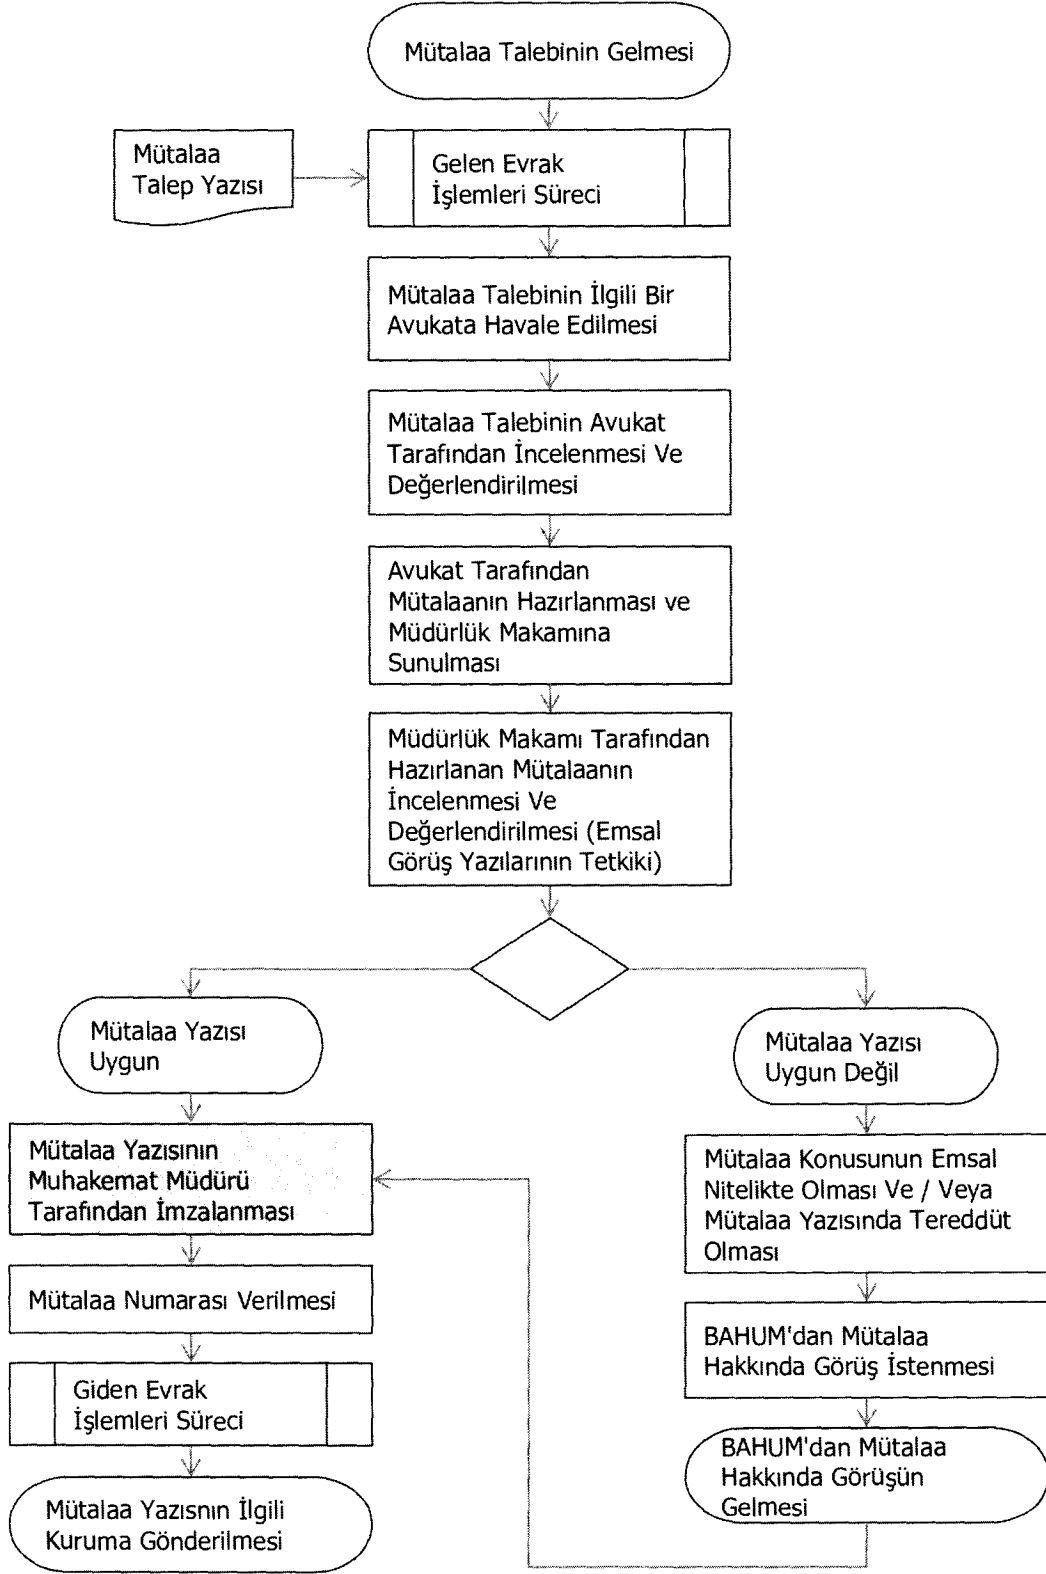 Mütalaa Talebinin Gelmesi
Mütalaa
Talep Yazısı
Gelen Evrak
İşlemleri Süreci
Mütalaa Talebinin İlgili Bir
Avukata Havale Edilmesi
Mütalaa Talebinin Avukat
Tarafından İncelenmesi Ve
Değerlendirilmesi
Avukat Tarafından
Mütalaanın Hazırlanması ve
Müdürlük Makamına
Sunulması
Müdürlük Makamı Tarafından
Hazırlanan Mütalaanın
İncelenmesi Ve
Değerlendirilmesi (Emsal
Görüş Yazılarının Tetkiki)
Mütalaa Yazısı
Uygun
Mütalaa Yazısının
Muhakemat Müdürü
Tarafından İmzalanması
Mütalaa Numarası Verilmesi
Giden Evrak
İşlemleri Süreci
Mütalaa Yazısnın İlgili
Kuruma Gönderilmesi
Mütalaa Yazısı
Uygun Değil
Mütalaa Konusunun Emsal
Nitelikte Olması Ve / Veya
Mütalaa Yazısında Tereddüt
Olması
BAHUM'dan Mütalaa
Hakkında Görüş İstenmesi
BAHUM'dan Mütalaa
Hakkında Görüşün
Gelmesi